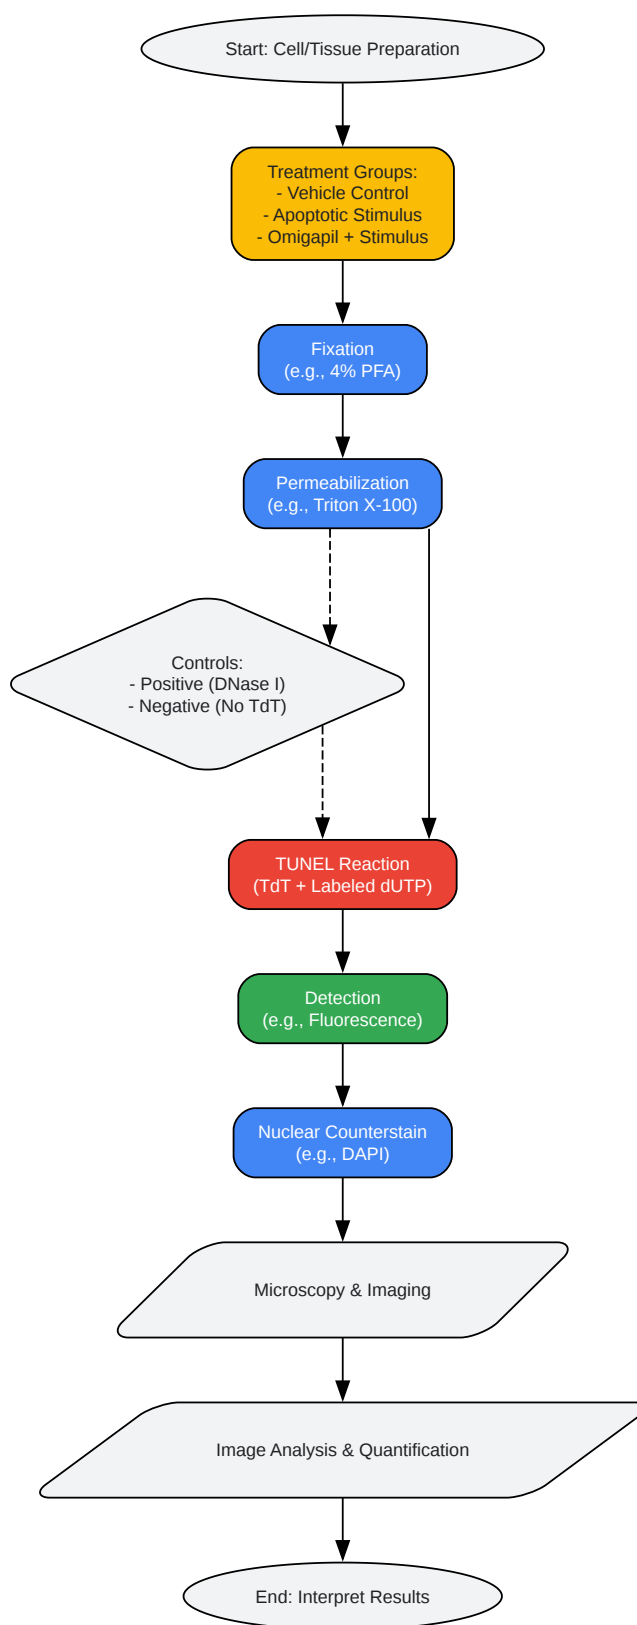 Start: Cell/Tissue Preparation
Treatment Groups:
- Vehicle Control
- Apoptotic Stimulus
- Omigapil + Stimulus
Fixation
(e.g., 4% PFA)
Permeabilization
(e.g., Triton X-100)
Controls:
- Positive (DNase I)
- Negative (No TdT)
TUNEL Reaction
(TdT + Labeled dUTP)
Detection
(e.g., Fluorescence)
Nuclear Counterstain
(e.g., DAPI)
Microscopy & Imaging
Image Analysis & Quantification
End: Interpret Results